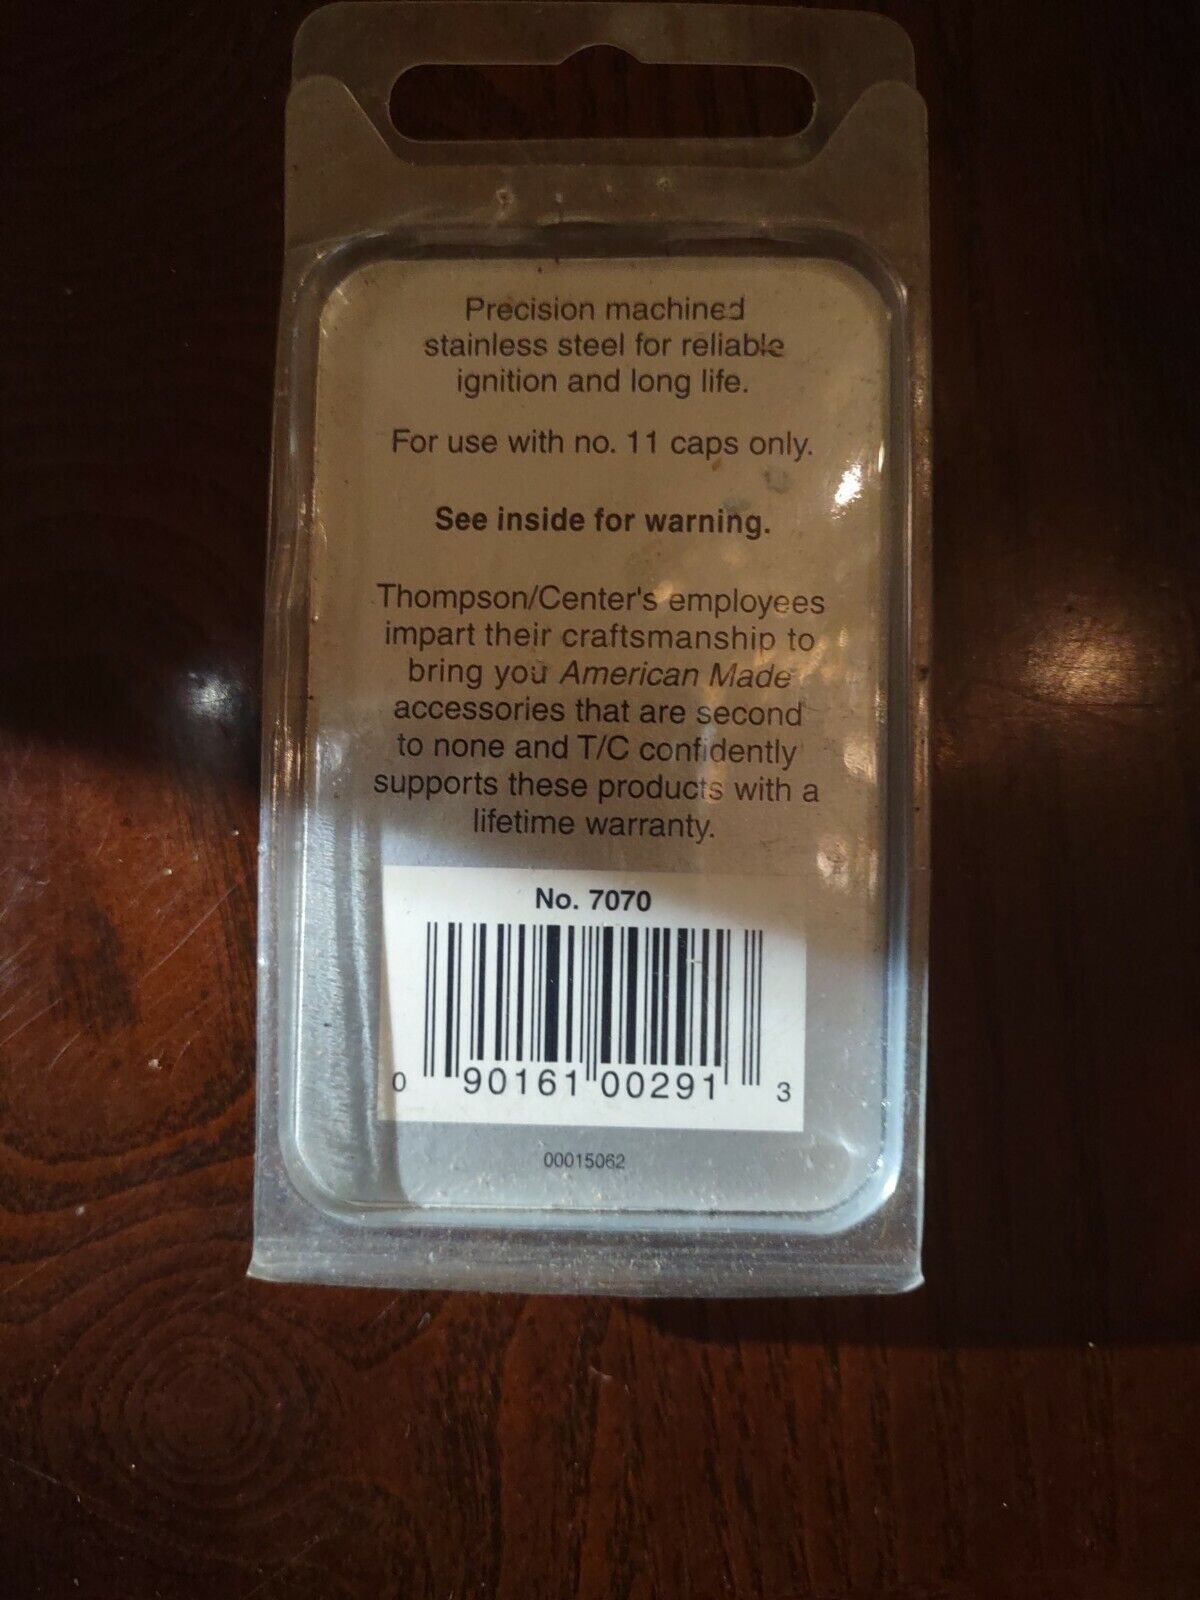 Precision machined
stainless steel for reliable
ignition and long life.
For use with no. 11 caps only.
See inside for warning.
Thompson/Center's employees
impart their craftsmanship to
bring you American Made
accessories that are second
to none and T/C confidently
supports these products with a
lifetime warranty.
No. 7070
0 90161 00291 3
00015062